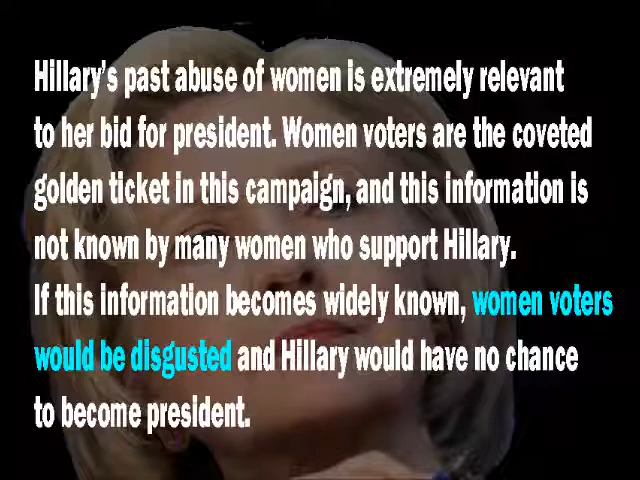 Hillary's past abuse of women is extremely relevant
to her bid for president. Women voters are the coveted
golden ticket in this campaign, and this information is
not known by many women who support Hillary.
If this information becomes widely known, women voters
would be disgusted and Hillary would have no chance
to become president.